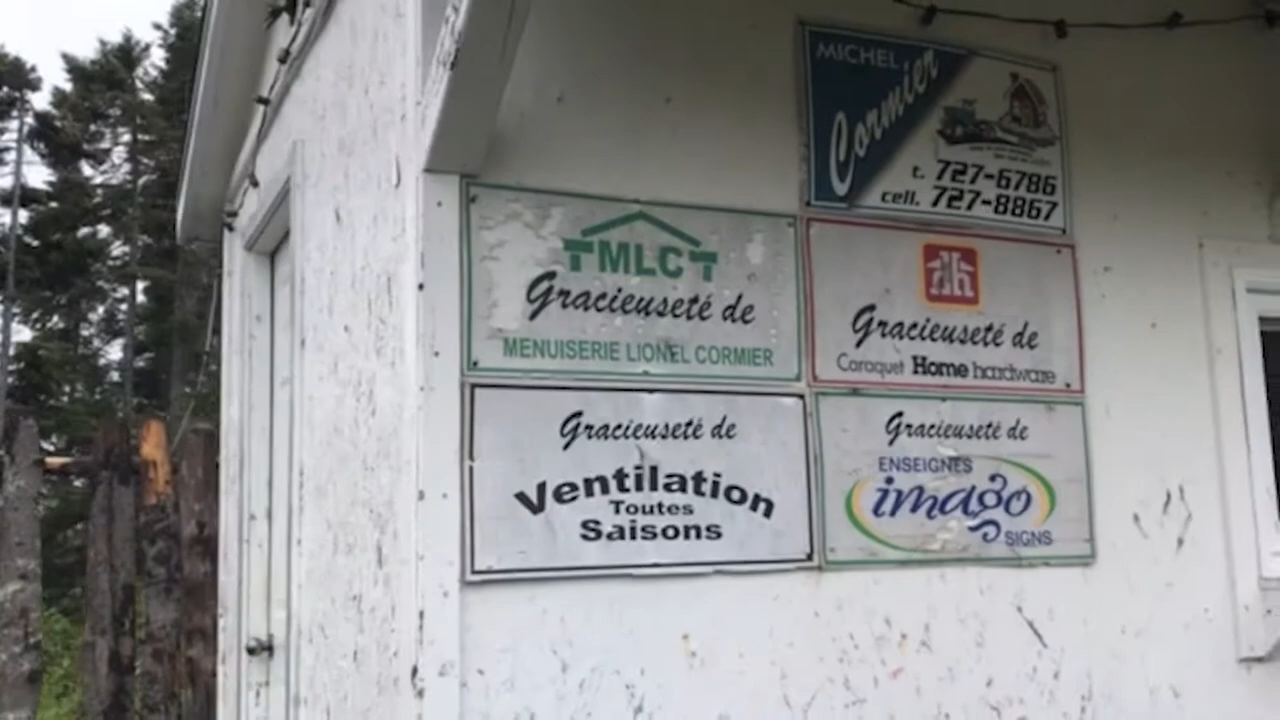 MICHEL
Cormier
t. 727-6786
cell. 727-8867
MLC
Gracieuseté de
MENUISERIE LIONEL CORMIER
Gracieuseté de
Caraquet Home hardware
Gracieuseté de
Ventilation
Toutes
Saisons
Gracieuseté de
ENSEIGNES
imago
SIGNS